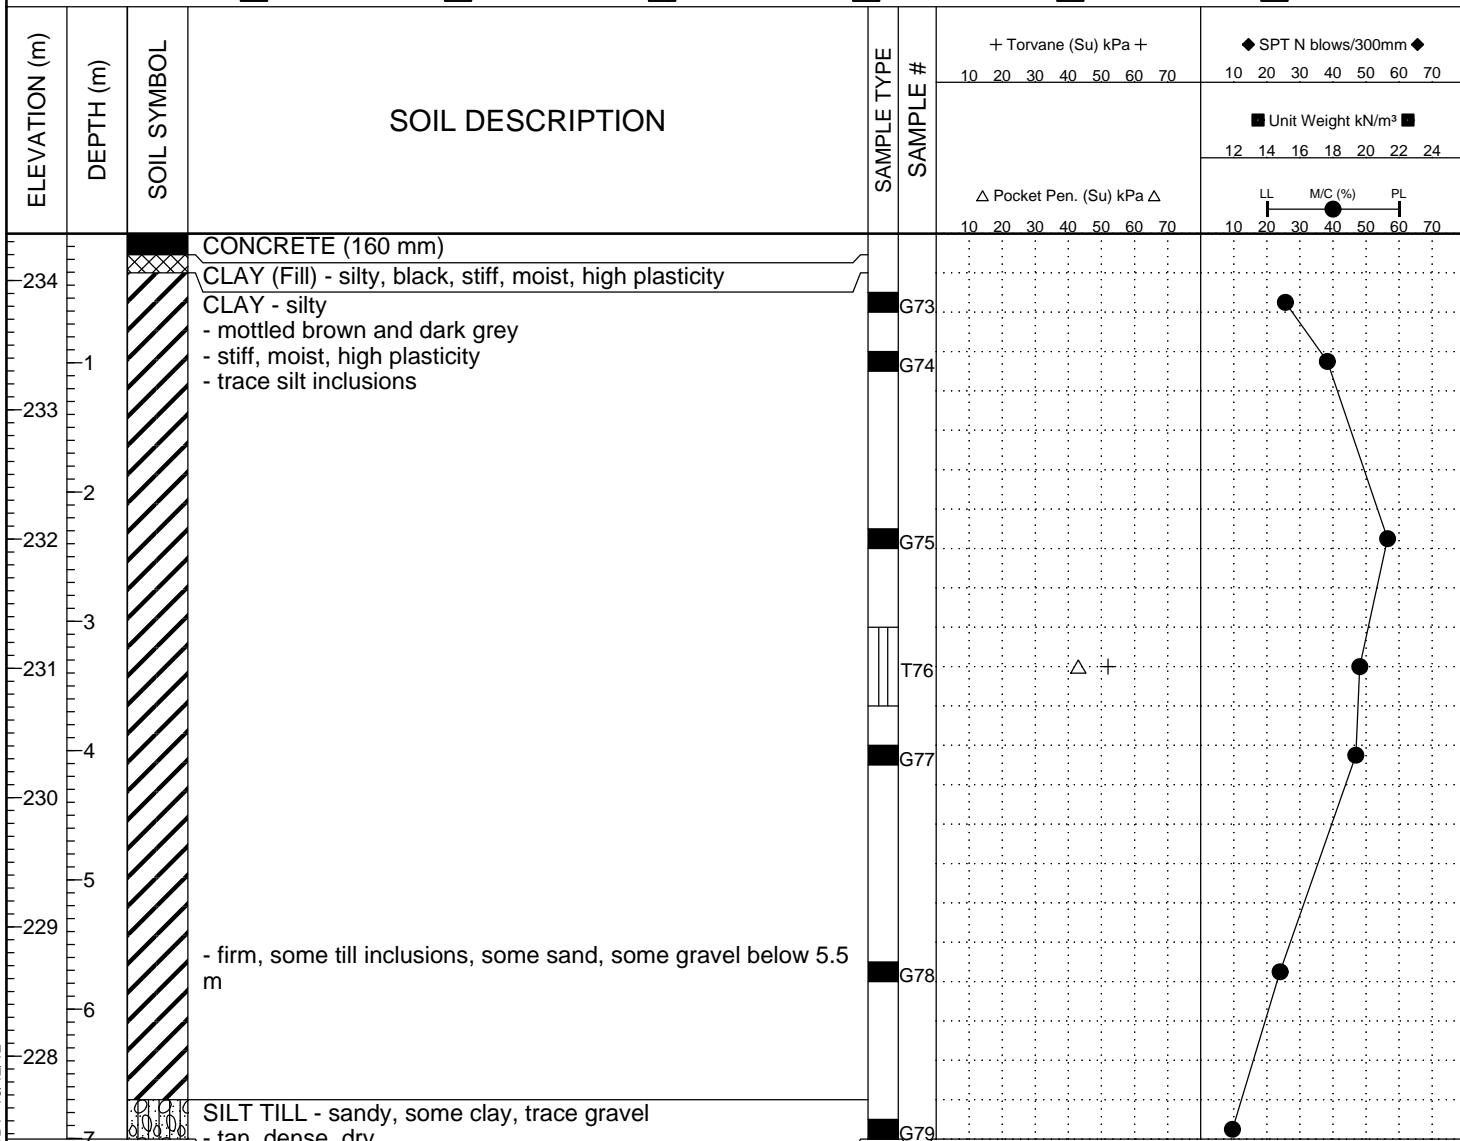 ELEVATION (m)
DEPTH (m)
SOIL SYMBOL
SOIL DESCRIPTION
SAMPLE TYPE
SAMPLE #
+ Torvane (Su) kPa +
10 20 30 40 50 60 70
△ Pocket Pen. (Su) kPa △
10 20 30 40 50 60 70
◆ SPT N blows/300mm ◆
10 20 30 40 50 60 70
■ Unit Weight kN/m³ ■
12 14 16 18 20 22 24
LL M/C (%) PL
10 20 30 40 50 60 70
CONCRETE (160 mm)
234
CLAY (Fill) - silty, black, stiff, moist, high plasticity
CLAY - silty
G73
- mottled brown and dark grey
- stiff, moist, high plasticity
1
G74
- trace silt inclusions
233
2
232
G75
3
231
T76
4
G77
230
5
229
- firm, some till inclusions, some sand, some gravel below 5.5
m
G78
6
228
SILT TILL - sandy, some clay, trace gravel
7
- tan, dense, dry
G79